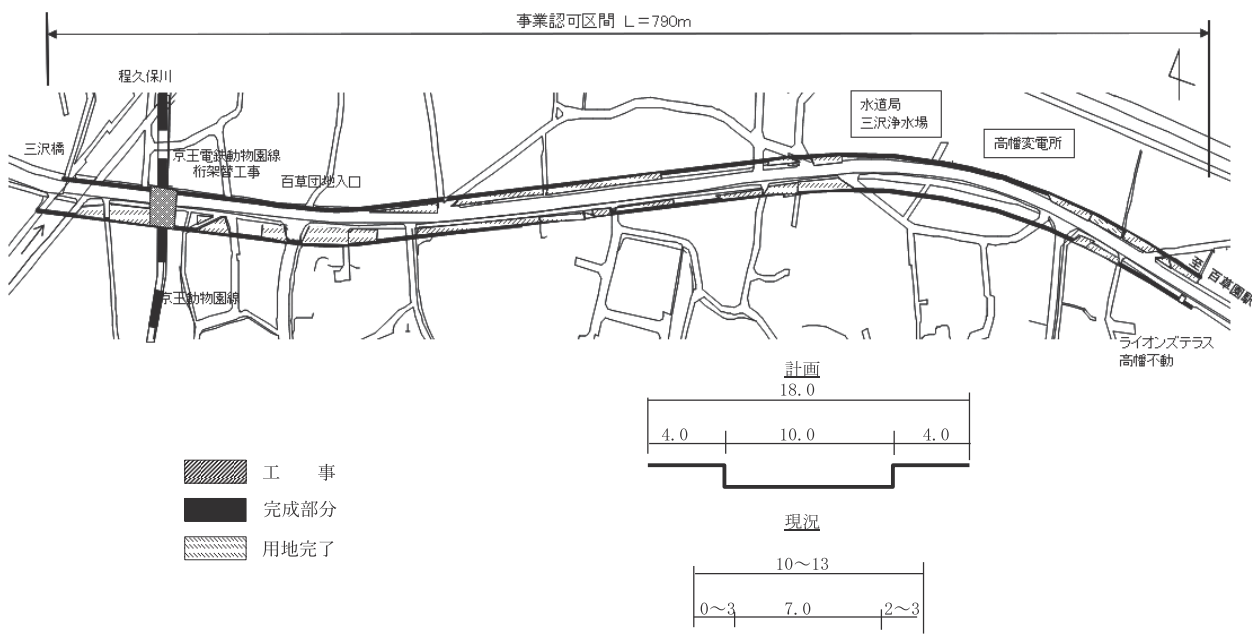 事業認可区間 L=790m
程久保川
三沢橋
京王電鉄動物園線
桁架替工事
百草団地入口
水道局
三沢浄水場
高幡変電所
京王動物園線
至 百草園駅
ライオンズテラス
高幡不動
計画
18.0
4.0 10.0 4.0
工 事
完成部分
用地完了
現況
10～13
0～3 7.0 2～3